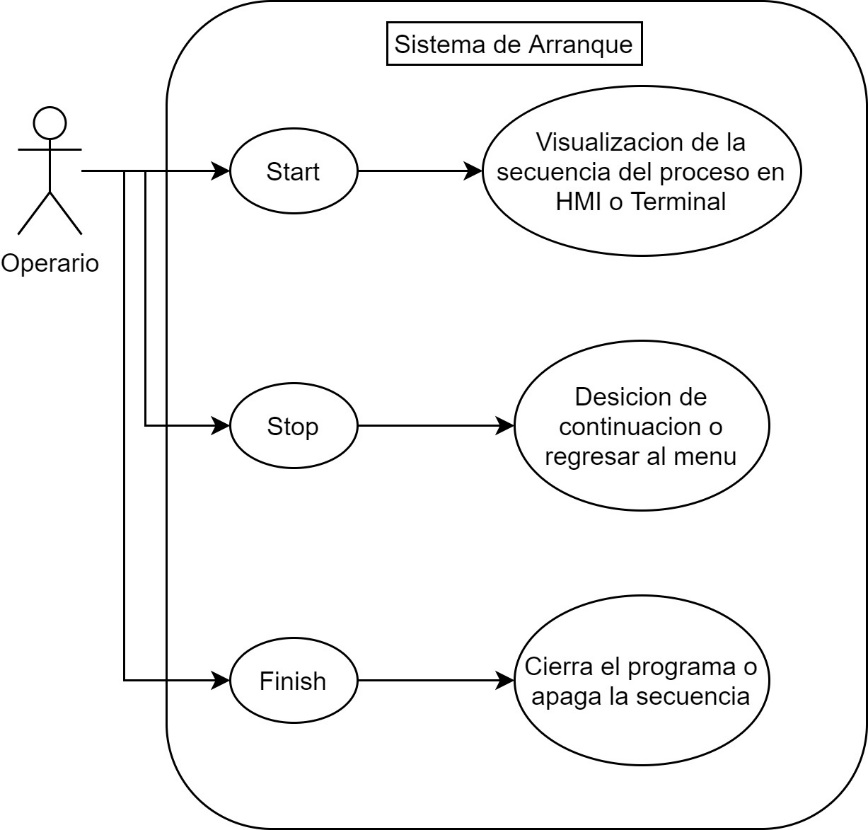 Sistema de Arranque
Operario
Start
Visualizacion de la
secuencia del proceso en
HMI o Terminal
Stop
Desicion de
continuacion o
regresar al menu
Finish
Cierra el programa o
apaga la secuencia